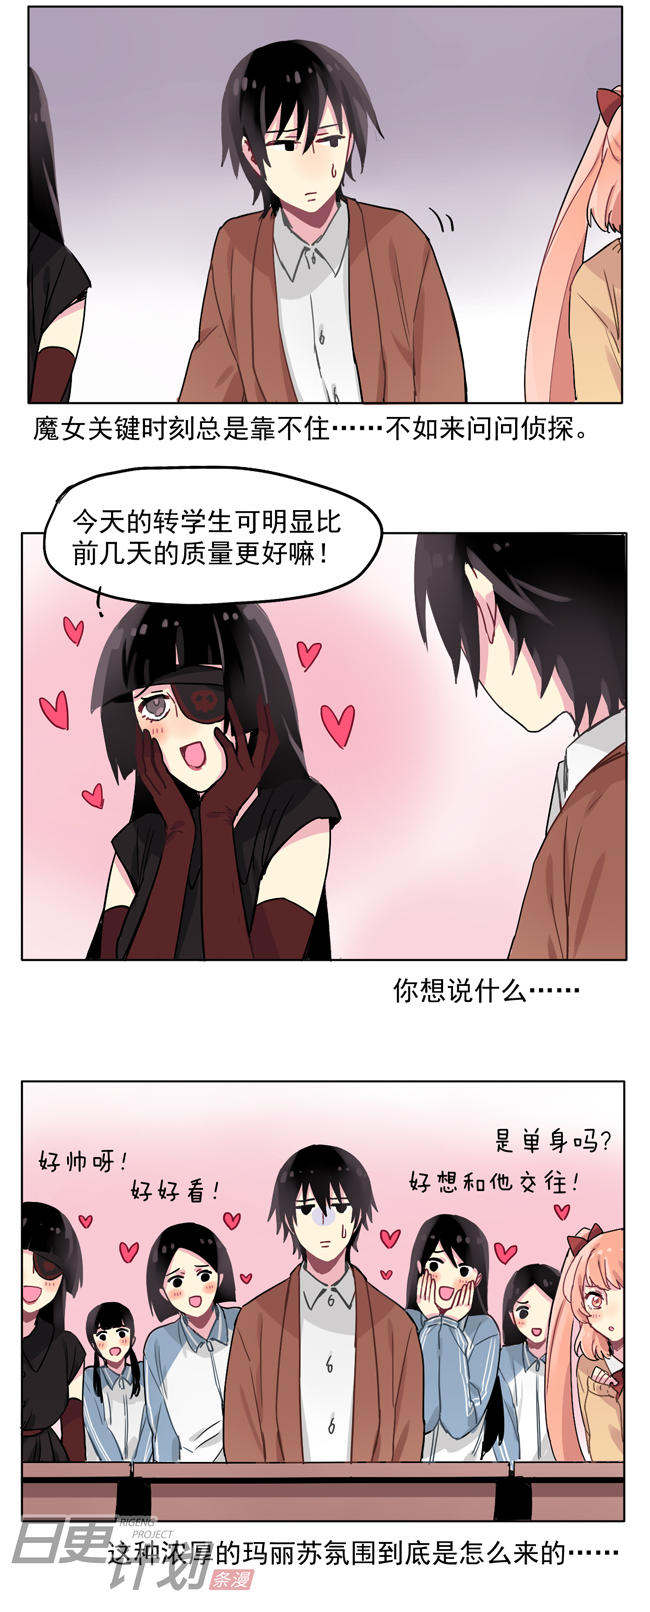 魔女关键时刻总是靠不住……不如来问问侦探。
今天的转学生可明显比
前几天的质量更好嘛！
你想说什么……
是单身吗？
好帅呀！
好好看！
好想和他交往！
日更计划
RIGENG
PROJECT
条漫
这种浓厚的玛丽苏氛围到底是怎么来的……